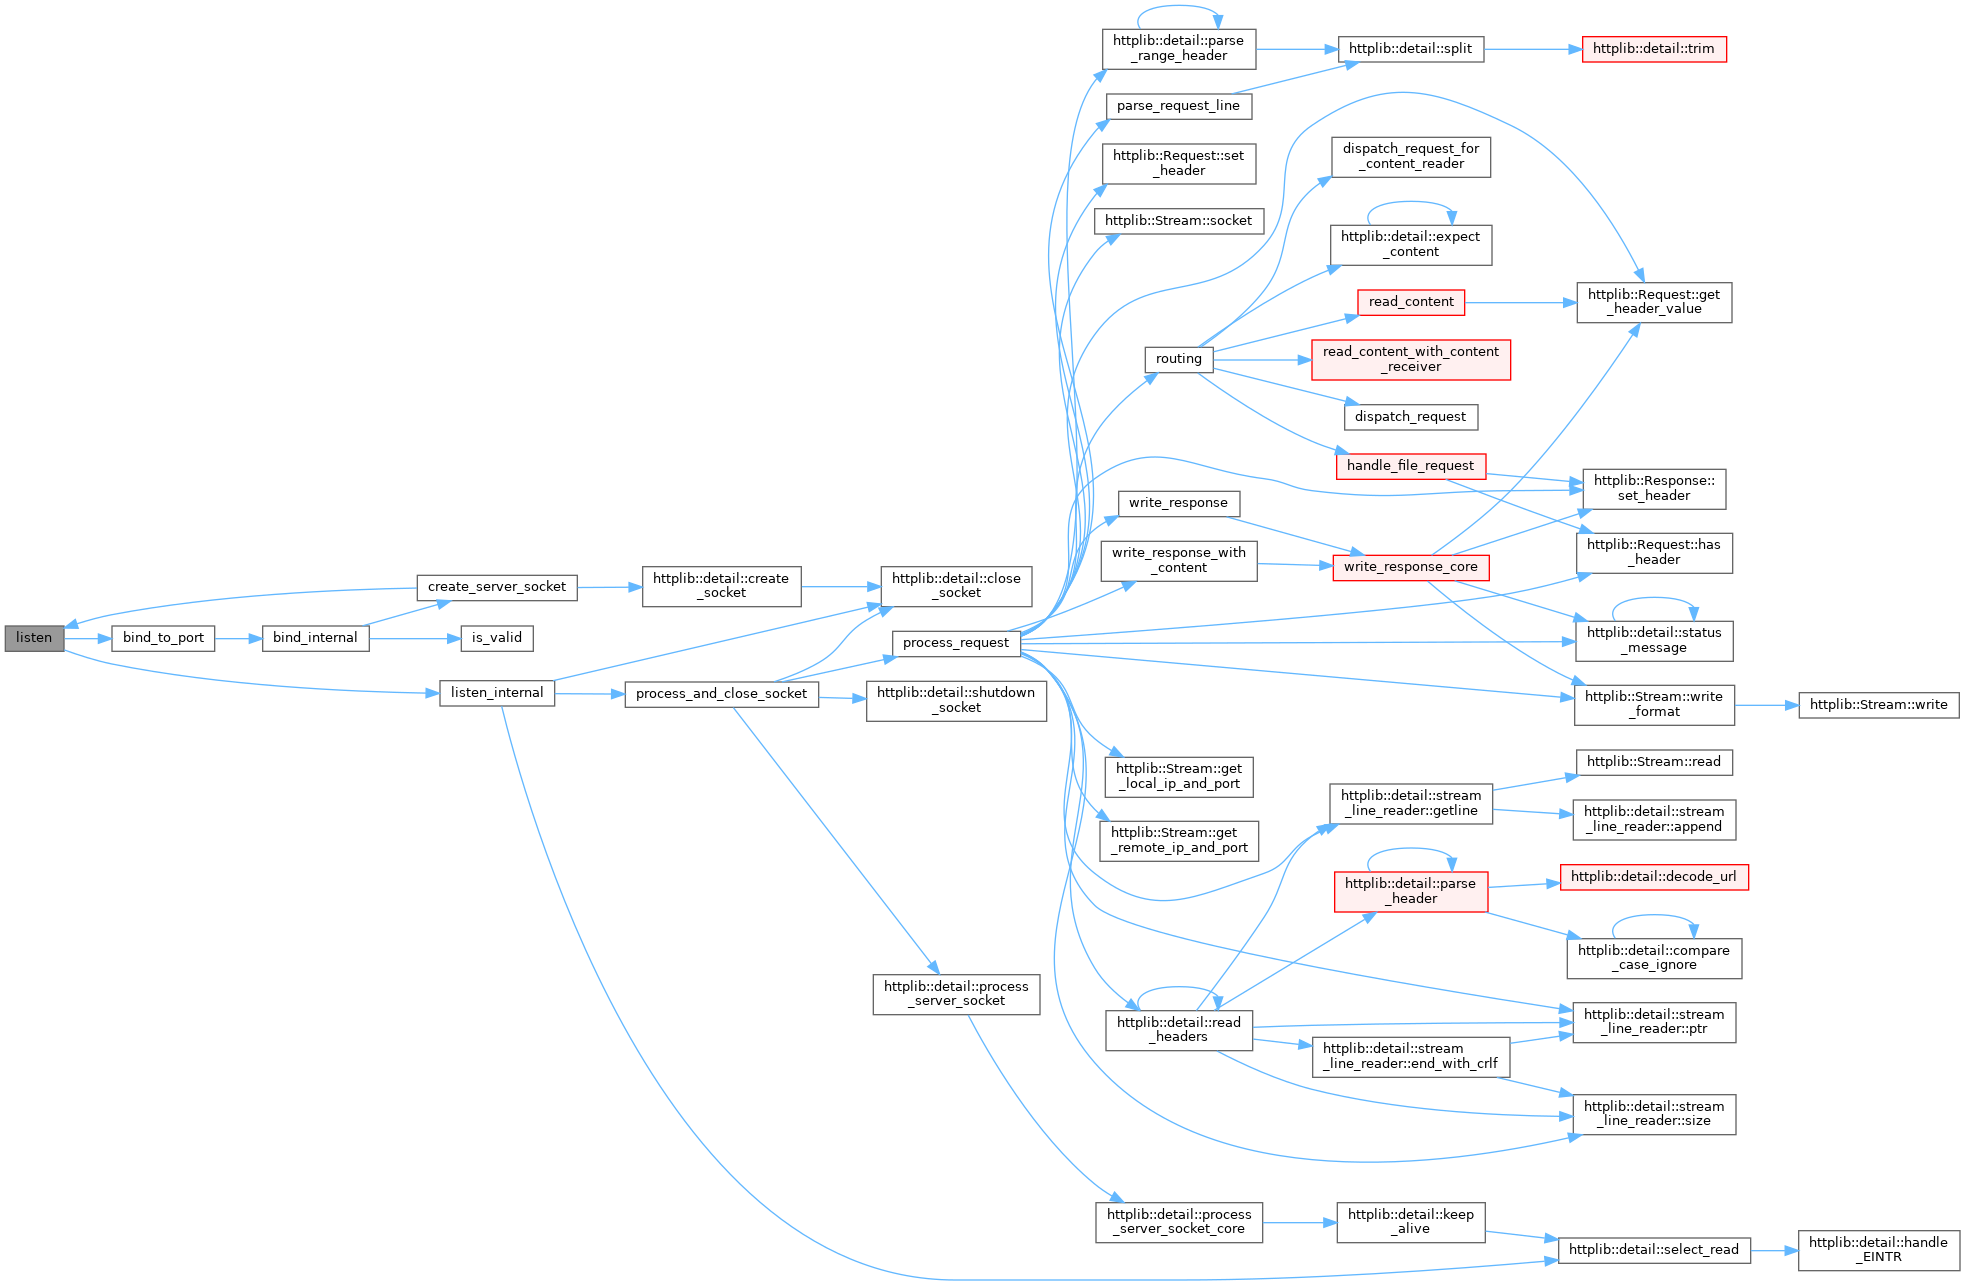 listen
bind_to_port
bind_internal
create_server_socket
is_valid
listen_internal
httplib::detail::create
_socket
process_and_close_socket
httplib::detail::close
_socket
process_request
httplib::detail::shutdown
_socket
httplib::detail::process
_server_socket
httplib::detail::parse
_range_header
parse_request_line
httplib::Request::set
_header
httplib::Stream::socket
routing
write_response
write_response_with
_content
httplib::Stream::get
_local_ip_and_port
httplib::Stream::get
_remote_ip_and_port
httplib::detail::read
_headers
httplib::detail::process
_server_socket_core
httplib::detail::split
dispatch_request_for
_content_reader
httplib::detail::expect
_content
read_content
read_content_with_content
_receiver
dispatch_request
handle_file_request
write_response_core
httplib::detail::stream
_line_reader::getline
httplib::detail::parse
_header
httplib::detail::stream
_line_reader::end_with_crlf
httplib::detail::keep
_alive
httplib::detail::trim
httplib::Request::get
_header_value
httplib::Response::
set_header
httplib::Request::has
_header
httplib::detail::status
_message
httplib::Stream::write
_format
httplib::Stream::read
httplib::detail::stream
_line_reader::append
httplib::detail::decode_url
httplib::detail::compare
_case_ignore
httplib::detail::stream
_line_reader::ptr
httplib::detail::stream
_line_reader::size
httplib::detail::select_read
httplib::Stream::write
httplib::detail::handle
_EINTR